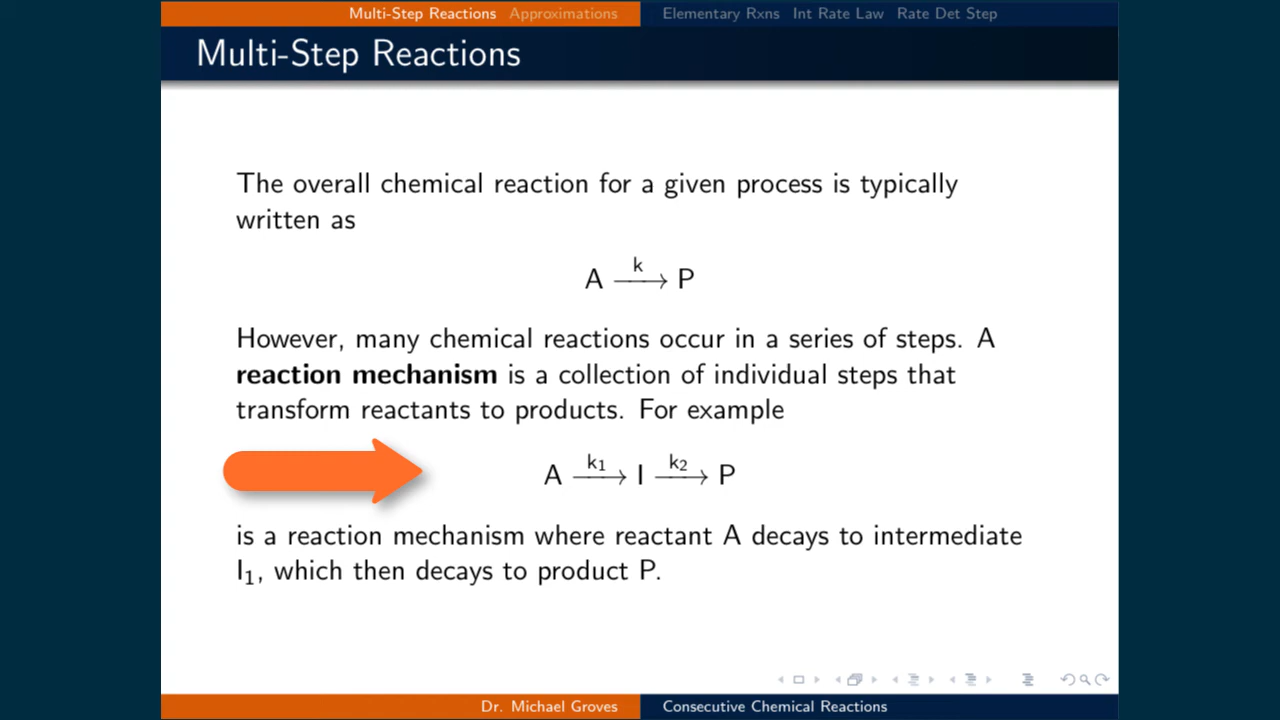 Multi-Step Reactions Approximations Elementary Rxns Int Rate Law Rate Det Step
Multi-Step Reactions
The overall chemical reaction for a given process is typically
written as
A —k→ P
However, many chemical reactions occur in a series of steps. A
reaction mechanism is a collection of individual steps that
transform reactants to products. For example
A —k₁→ I —k₂→ P
is a reaction mechanism where reactant A decays to intermediate
I₁, which then decays to product P.
Dr. Michael Groves Consecutive Chemical Reactions